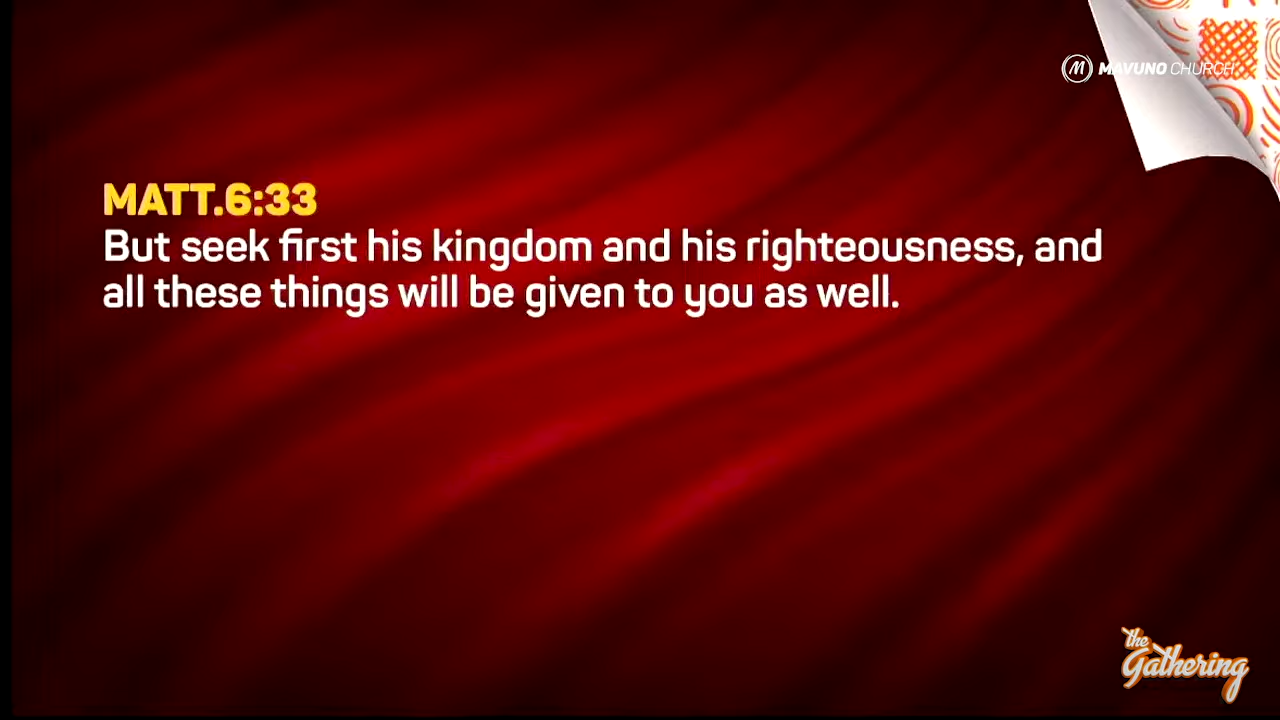 MAVUNO CHURCH
MATT.6:33
But seek first his kingdom and his righteousness, and
all these things will be given to you as well.
the
Gathering